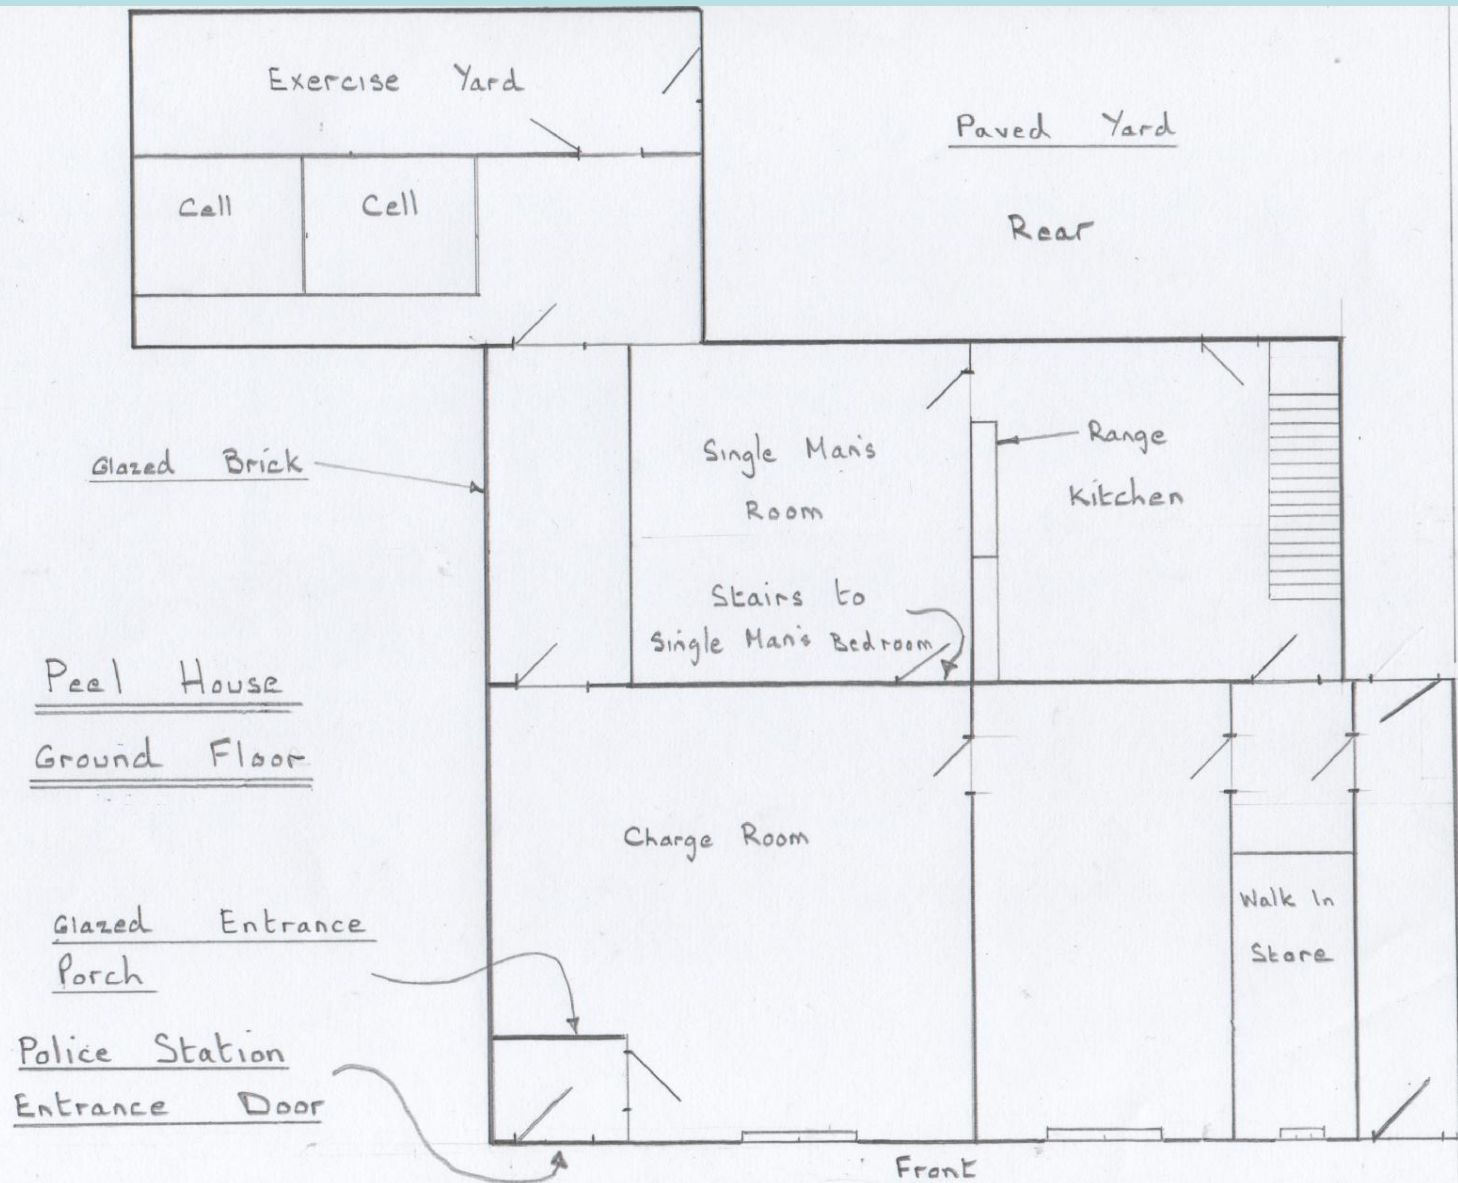 Exercise Yard
Paved Yard
Rear
Cell
Cell
Glazed Brick
Single Man's
Room
Range
Kitchen
Stairs to
Single Man's Bedroom
Peel House
Ground Floor
Charge Room
Walk In
Store
Glazed Entrance
Porch
Police Station
Entrance Door
Front